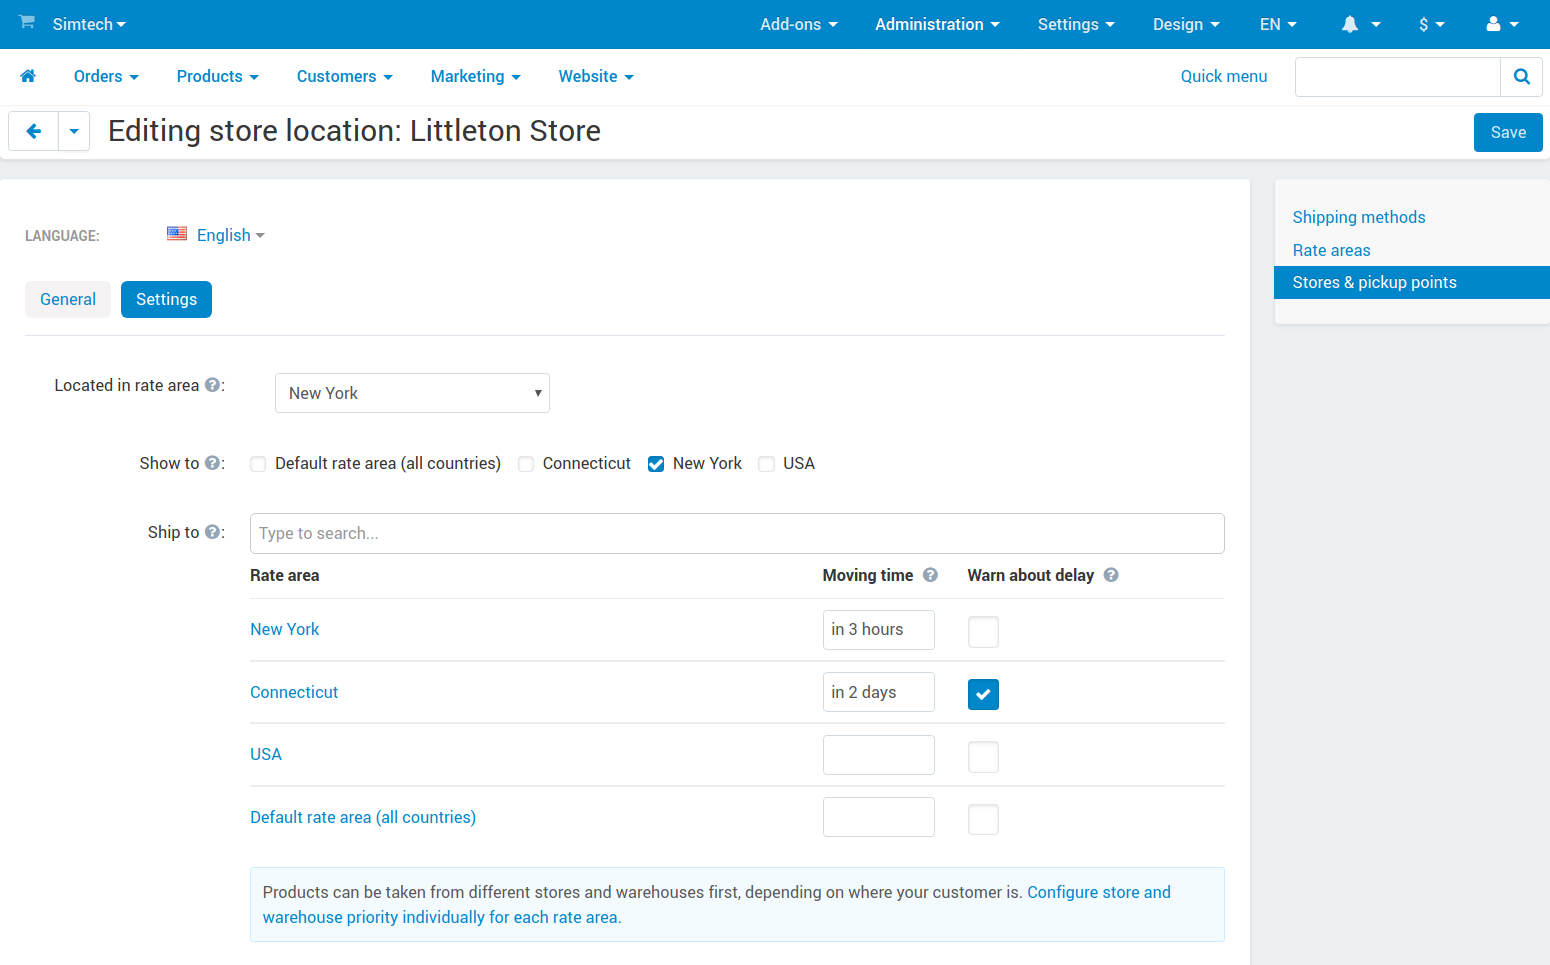 Simtech Add-ons Administration Settings Design EN $
Orders Products Customers Marketing Website Quick menu
Editing store location: Littleton Store Save
LANGUAGE: English
General Settings
Located in rate area ?: New York
Show to ?: Default rate area (all countries) Connecticut New York USA
Ship to ?: Type to search...
Rate area Moving time ? Warn about delay ?
New York in 3 hours
Connecticut in 2 days
USA
Default rate area (all countries)
Products can be taken from different stores and warehouses first, depending on where your customer is. Configure store and
warehouse priority individually for each rate area.
Shipping methods
Rate areas
Stores & pickup points